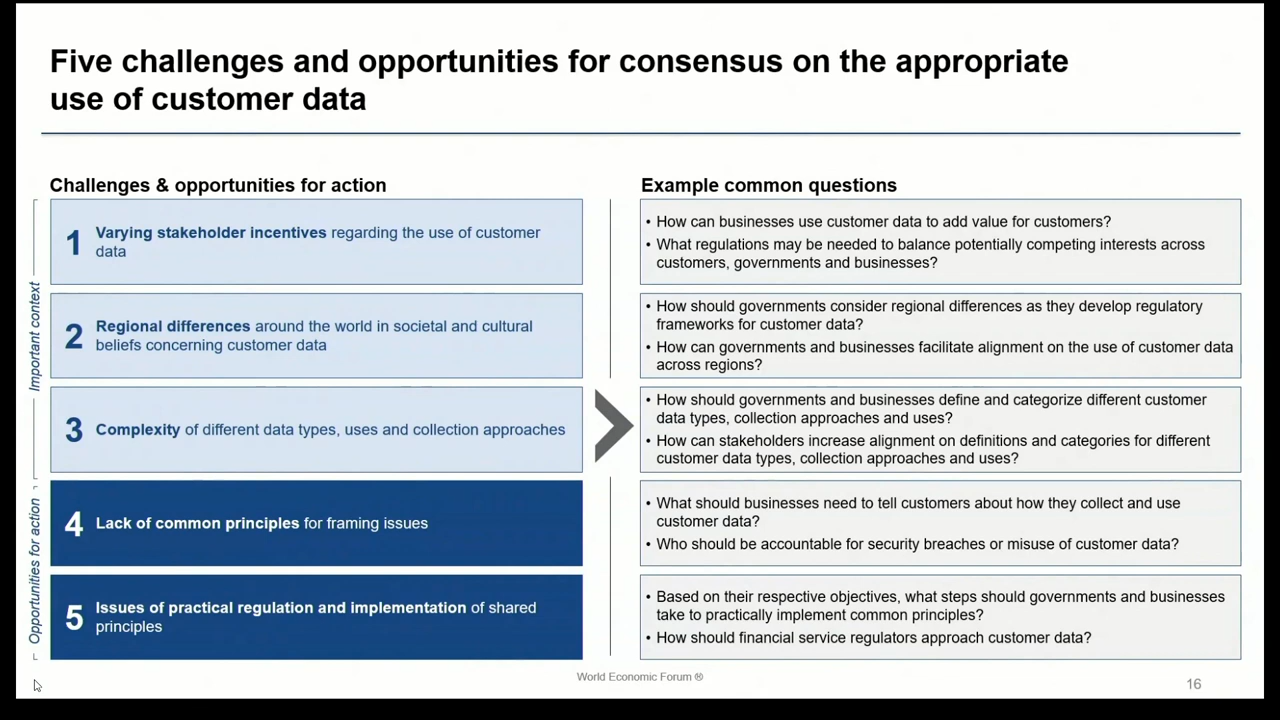 Five challenges and opportunities for consensus on the appropriate
use of customer data
Challenges & opportunities for action
Example common questions
Important context
1
Varying stakeholder incentives regarding the use of customer
data
• How can businesses use customer data to add value for customers?
• What regulations may be needed to balance potentially competing interests across
customers, governments and businesses?
2
Regional differences around the world in societal and cultural
beliefs concerning customer data
• How should governments consider regional differences as they develop regulatory
frameworks for customer data?
• How can governments and businesses facilitate alignment on the use of customer data
across regions?
3
Complexity of different data types, uses and collection approaches
• How should governments and businesses define and categorize different customer
data types, collection approaches and uses?
• How can stakeholders increase alignment on definitions and categories for different
customer data types, collection approaches and uses?
Opportunities for action
4
Lack of common principles for framing issues
• What should businesses need to tell customers about how they collect and use
customer data?
• Who should be accountable for security breaches or misuse of customer data?
5
Issues of practical regulation and implementation of shared
principles
• Based on their respective objectives, what steps should governments and businesses
take to practically implement common principles?
• How should financial service regulators approach customer data?
World Economic Forum ®
16